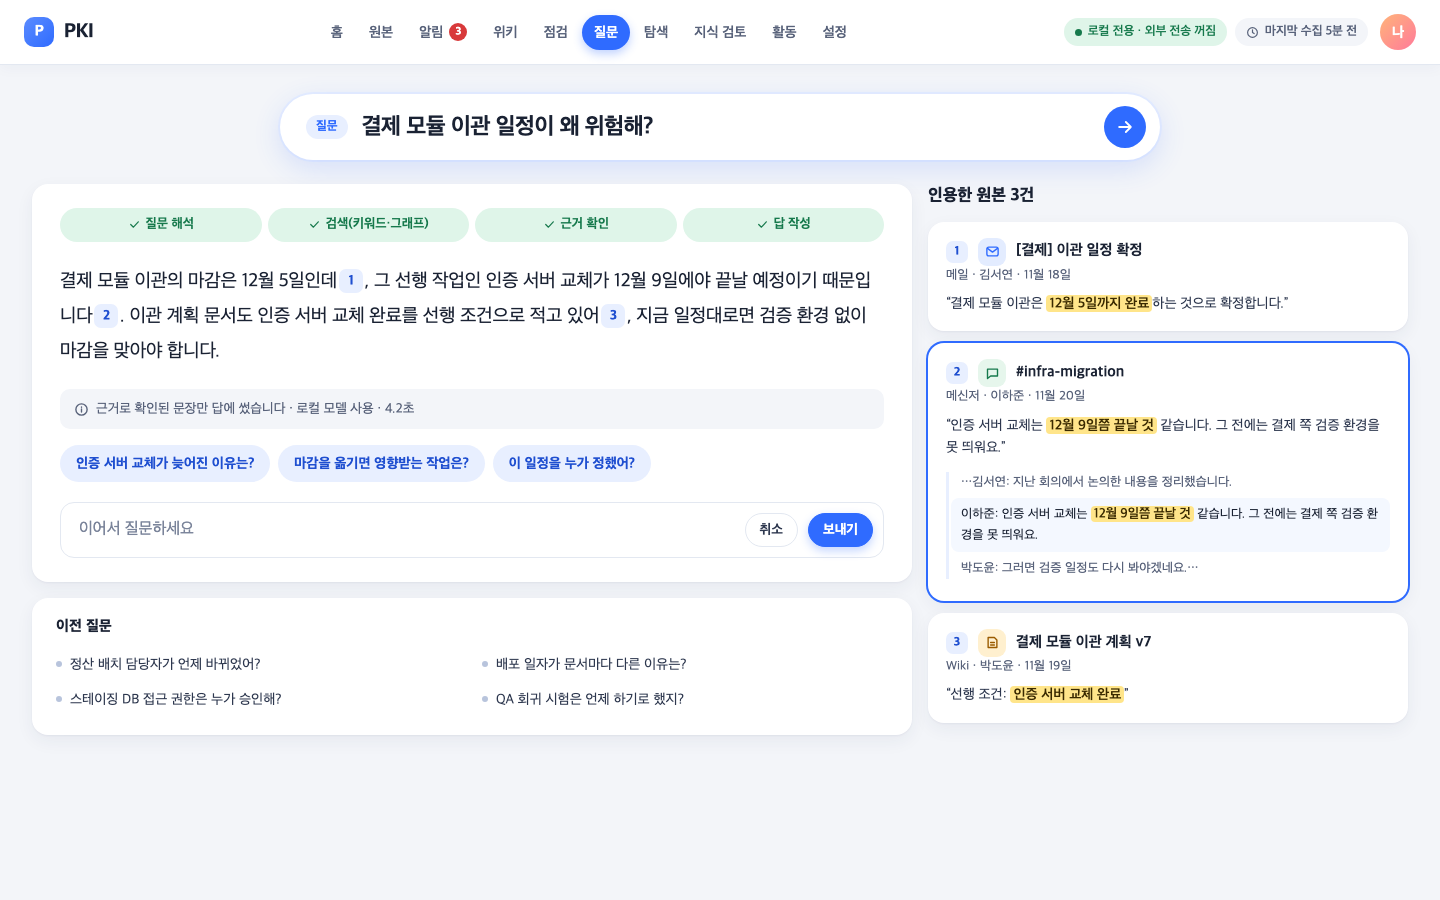 P PKI
홈 원본 알림 3 위키 점검 질문 탐색 지식 검토 활동 설정
로컬 전용 · 외부 전송 꺼짐
마지막 수집 5분 전
나
질문 결제 모듈 이관 일정이 왜 위험해?
질문 해석
검색(키워드·그래프)
근거 확인
답 작성
결제 모듈 이관의 마감은 12월 5일인데 1 , 그 선행 작업인 인증 서버 교체가 12월 9일에야 끝날 예정이기 때문입
니다 2 . 이관 계획 문서도 인증 서버 교체 완료를 선행 조건으로 적고 있어 3 , 지금 일정대로면 검증 환경 없이
마감을 맞아야 합니다.
근거로 확인된 문장만 답에 썼습니다 · 로컬 모델 사용 · 4.2초
인증 서버 교체가 늦어진 이유는?
마감을 옮기면 영향받는 작업은?
이 일정을 누가 정했어?
이어서 질문하세요
취소
보내기
이전 질문
정산 배치 담당자가 언제 바뀌었어?
배포 일자가 문서마다 다른 이유는?
스테이징 DB 접근 권한은 누가 승인해?
QA 회귀 시험은 언제 하기로 했지?
인용한 원본 3건
1 [결제] 이관 일정 확정
메일 · 김서연 · 11월 18일
“결제 모듈 이관은 12월 5일까지 완료하는 것으로 확정합니다.”
2 #infra-migration
메신저 · 이하준 · 11월 20일
“인증 서버 교체는 12월 9일쯤 끝날 것 같습니다. 그 전에는 결제 쪽 검증 환경을
못 띄워요.”
…김서연: 지난 회의에서 논의한 내용을 정리했습니다.
이하준: 인증 서버 교체는 12월 9일쯤 끝날 것 같습니다. 그 전에는 결제 쪽 검증 환
경을 못 띄워요.
박도윤: 그러면 검증 일정도 다시 봐야겠네요.…
3 결제 모듈 이관 계획 v7
Wiki · 박도윤 · 11월 19일
“선행 조건: 인증 서버 교체 완료”